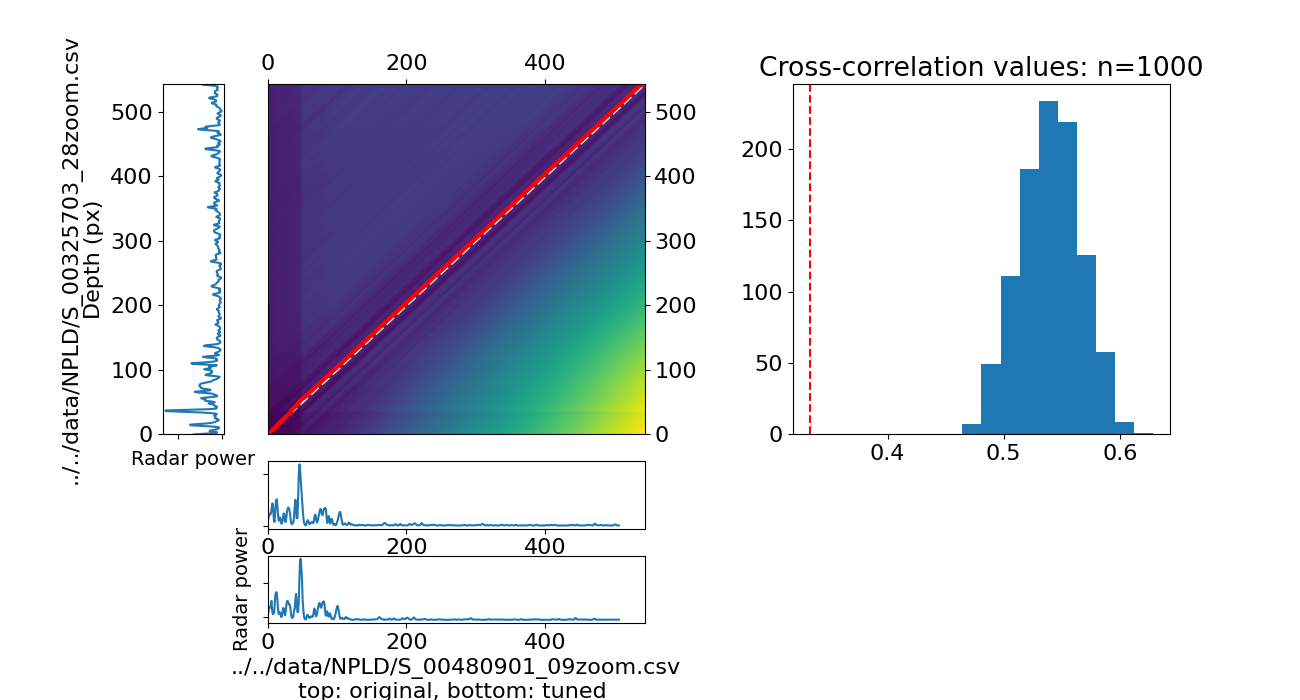 0 200 400
Cross-correlation values: n=1000
../../data/NPLD/S_00325703_28zoom.csv
Depth (px)
500
400
300
200
100
0
500
400
300
200
100
0
200
150
100
50
0
0.4 0.5 0.6
Radar power
0 200 400
Radar power
0 200 400
../../data/NPLD/S_00480901_09zoom.csv
top: original, bottom: tuned